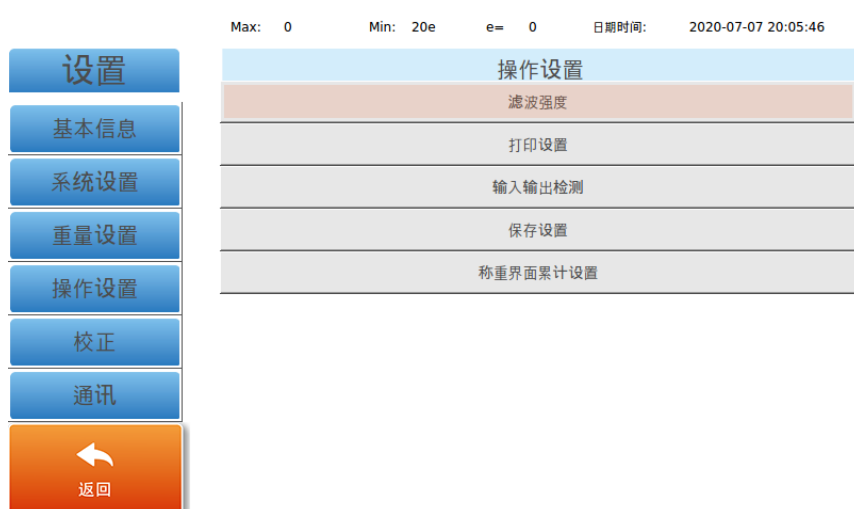 Max: 0 Min: 20e e= 0 日期时间: 2020-07-07 20:05:46
设置
基本信息
系统设置
重量设置
操作设置
校正
通讯
返回
操作设置
滤波强度
打印设置
输入输出检测
保存设置
称重界面累计设置